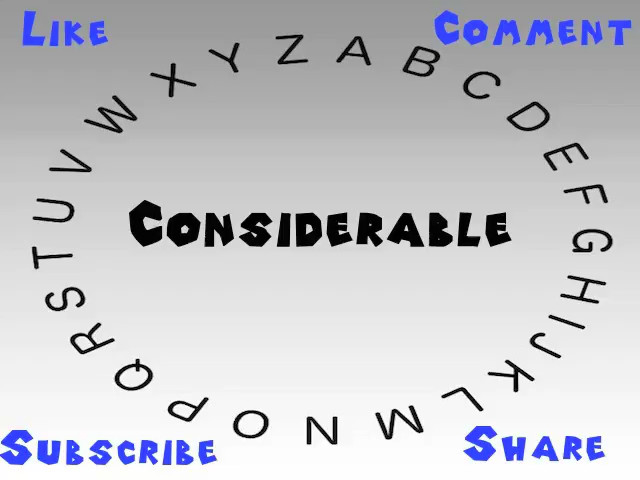 Like
Comment
A B C D E F G H I J K L M N O P Q R S T U V W X Y Z
Considerable
Subscribe
Share